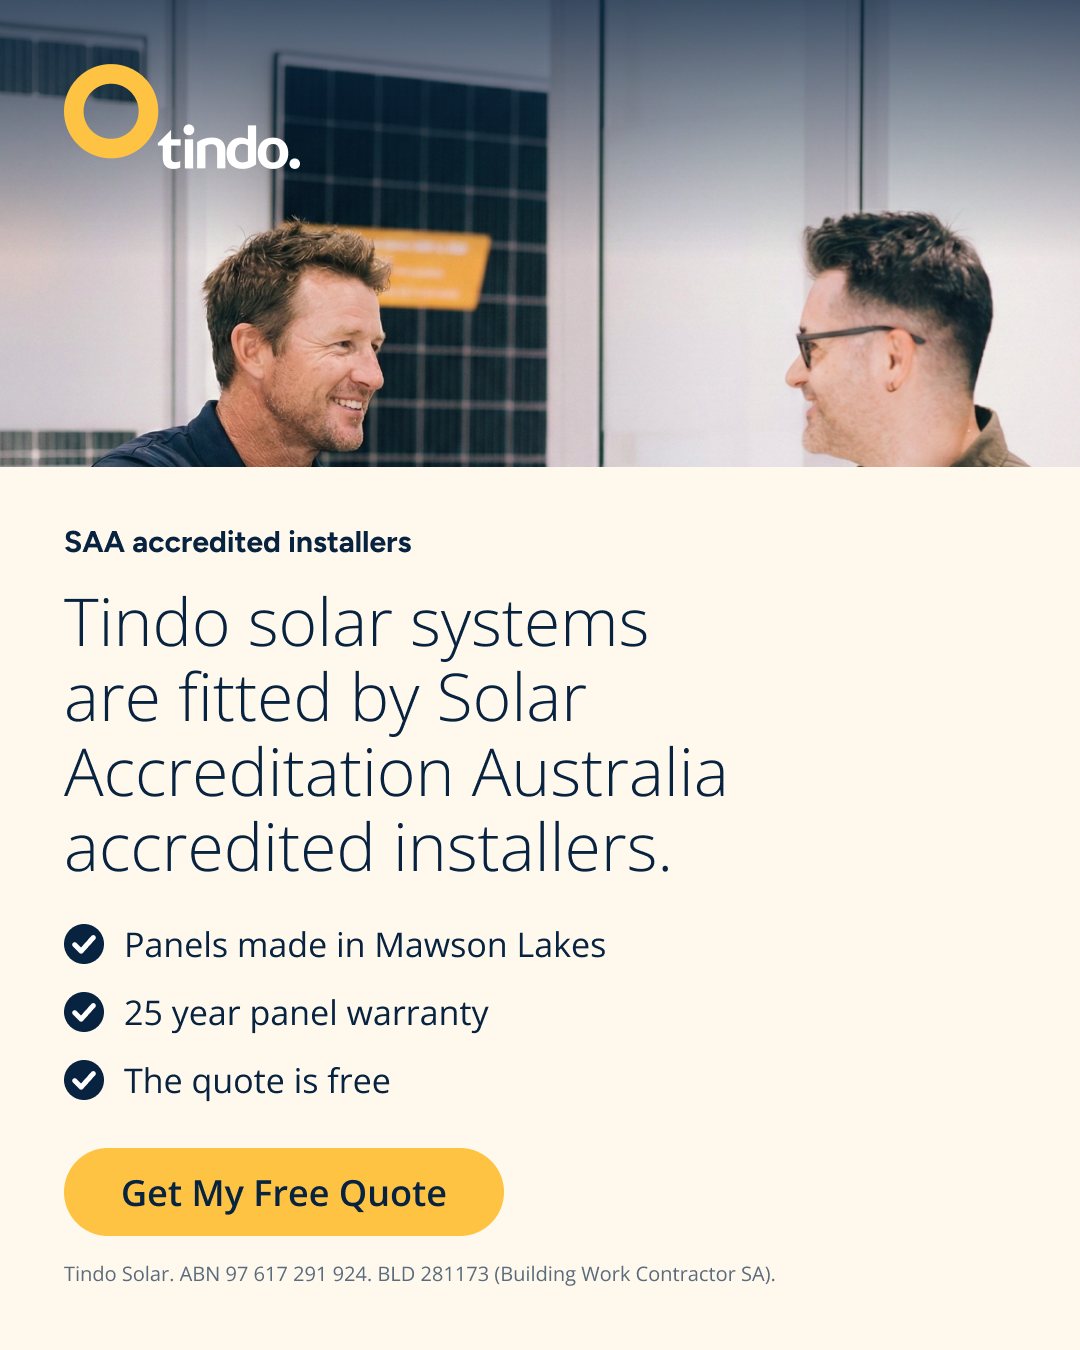 tindo.
SAA accredited installers
Tindo solar systems
are fitted by Solar
Accreditation Australia
accredited installers.
Panels made in Mawson Lakes
25 year panel warranty
The quote is free
Get My Free Quote
Tindo Solar. ABN 97 617 291 924. BLD 281173 (Building Work Contractor SA).